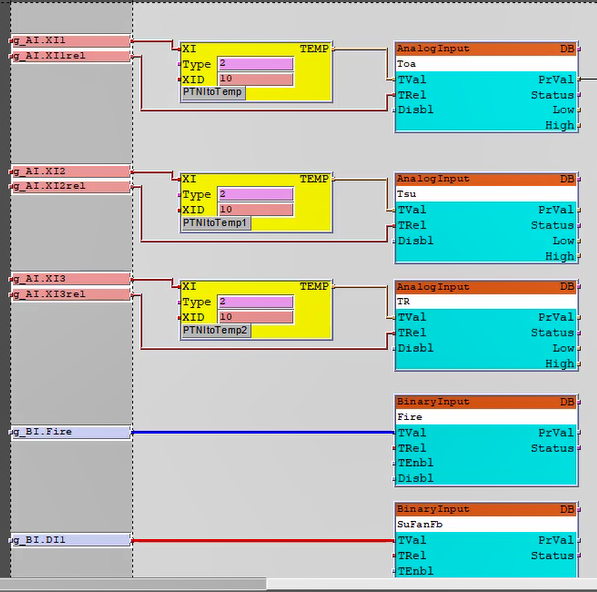 g_AI.XI1
g_AI.XI1rel
XI TEMP
Type 2
XID 10
PTNItoTemp
AnalogInput DB
Toa
TVal PrVal
TRel Status
Disbl Low
High
g_AI.XI2
g_AI.XI2rel
XI TEMP
Type 2
XID 10
PTNItoTemp1
AnalogInput DB
Tsu
TVal PrVal
TRel Status
Disbl Low
High
g_AI.XI3
g_AI.XI3rel
XI TEMP
Type 2
XID 10
PTNItoTemp2
AnalogInput DB
TR
TVal PrVal
TRel Status
Disbl Low
High
g_BI.Fire
BinaryInput DB
Fire
TVal PrVal
TRel Status
TEnbl
Disbl
g_BI.DI1
BinaryInput DB
SuFanFb
TVal PrVal
TRel Status
TEnbl